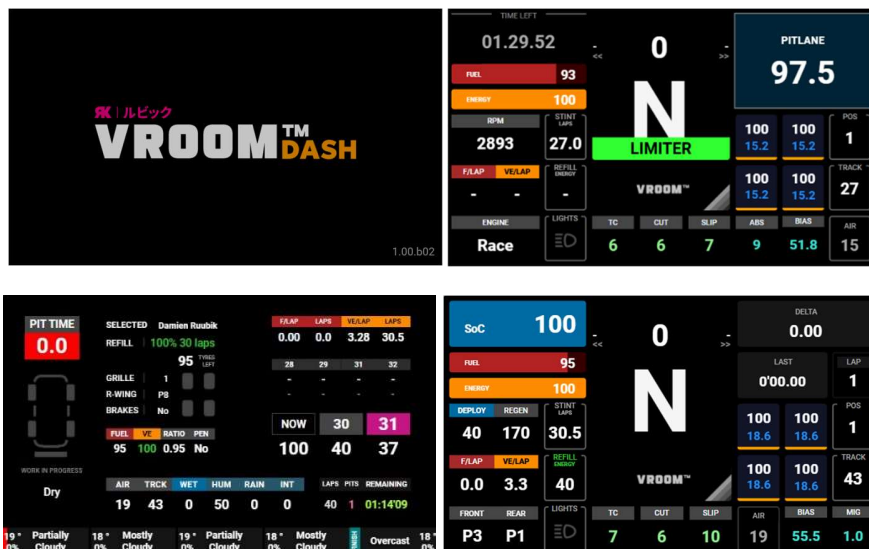 RK | ルビック
VROOM™
DASH
1.00.b02
TIME LEFT
01.29.52
FUEL 93
ENERGY 100
RPM STINT LAPS
2893 27.0
F/LAP VE/LAP REFILL ENERGY
- - -
ENGINE LIGHTS
Race
- 0 -
<< >>
N
LIMITER
VROOM™
TC CUT SLIP
6 6 7
PITLANE
97.5
100 100 POS
15.2 15.2 1
100 100 TRACK
15.2 15.2 27
ABS BIAS AIR
9 51.8 15
PIT TIME
0.0
WORK IN PROGRESS
Dry
SELECTED Damien Ruubik
REFILL 100% 30 laps
95 TYRES LEFT
GRILLE 1
R-WING P8
BRAKES No
FUEL VE RATIO PEN
95 100 0.95 No
F/LAP LAPS VE/LAP LAPS
0.00 0.0 3.28 30.5
28 29 31 32
- - - -
- - - -
NOW 30 31
100 40 37
AIR TRCK WET HUM RAIN INT
19 43 0 50 0 0
LAPS PITS REMAINING
40 1 01:14'09
19° Partially 18° Mostly 19° Partially 18° Mostly Overcast 18°
0% Cloudy 0% Cloudy 0% Cloudy 0% Cloudy 0%
SoC 100
FUEL 95
ENERGY 100
DEPLOY REGEN STINT LAPS
40 170 30.5
F/LAP VE/LAP REFILL ENERGY
0.0 3.3 40
FRONT REAR LIGHTS
P3 P1
- 0 -
<< >>
N
VROOM™
TC CUT SLIP
7 6 10
DELTA
0.00
LAST LAP
0'00.00 1
100 100 POS
18.6 18.6 1
100 100 TRACK
18.6 18.6 43
AIR BIAS MIG
19 55.5 1.0